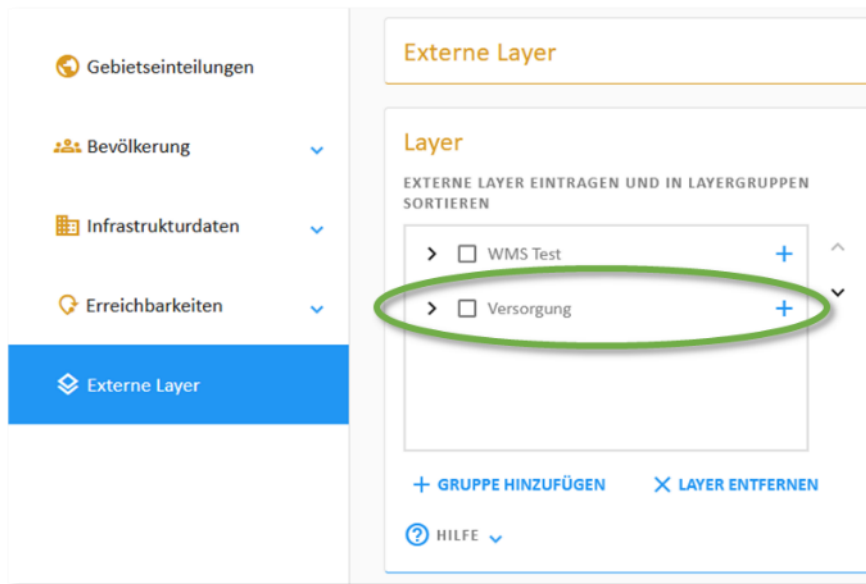 Gebietseinteilungen
Bevölkerung
Infrastrukturdaten
Erreichbarkeiten
Externe Layer
Externe Layer
Layer
EXTERNE LAYER EINTRAGEN UND IN LAYERGRUPPEN
SORTIEREN
WMS Test
Versorgung
GRUPPE HINZUFÜGEN
LAYER ENTFERNEN
HILFE